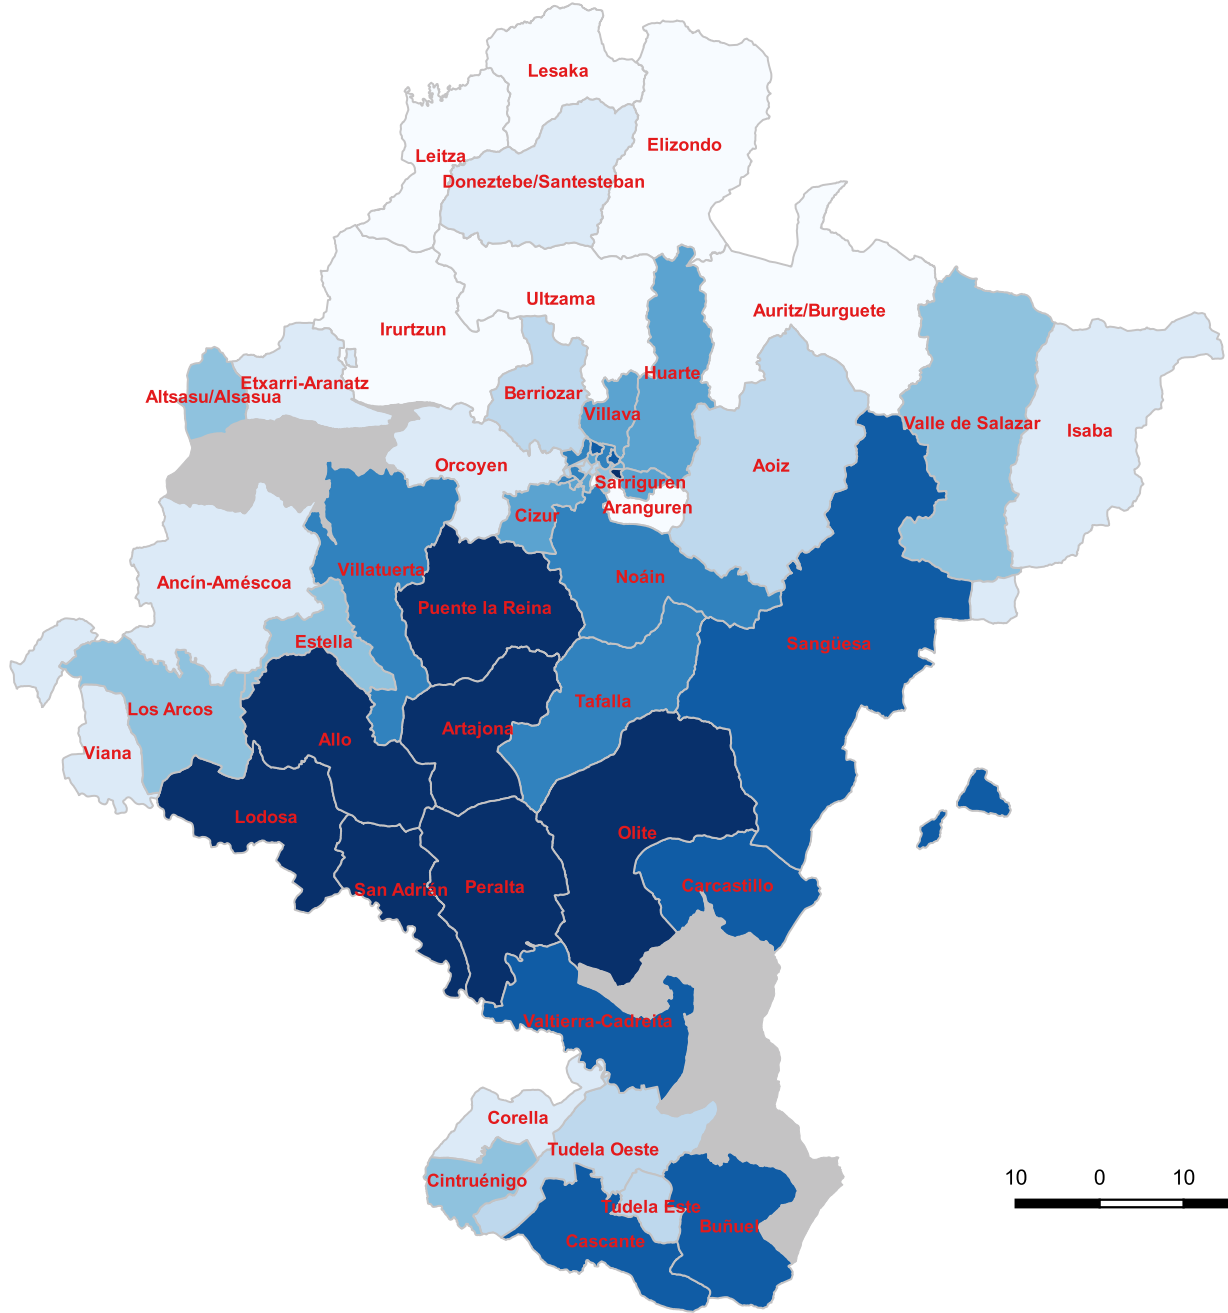 Lesaka
Elizondo
Leitza
Doneztebe/Santesteban
Ultzama
Auritz/Burguete
Irurtzun
Huarte
Etxarri-Aranatz
Altsasu/Alsasua
Berriozar
Villava
Valle de Salazar
Isaba
Orcoyen
Aoiz
Sarriguren
Aranguren
Cizur
Villatuerta
Noáin
Ancín-Améscoa
Puente la Reina
Estella
Sangüesa
Tafalla
Los Arcos
Artajona
Allo
Viana
Lodosa
Olite
San Adrián
Peralta
Carcastillo
Valtierra-Cadreita
Corella
Tudela Oeste
Cintruénigo
10 0 10
Tudela Este
Buñuel
Cascante